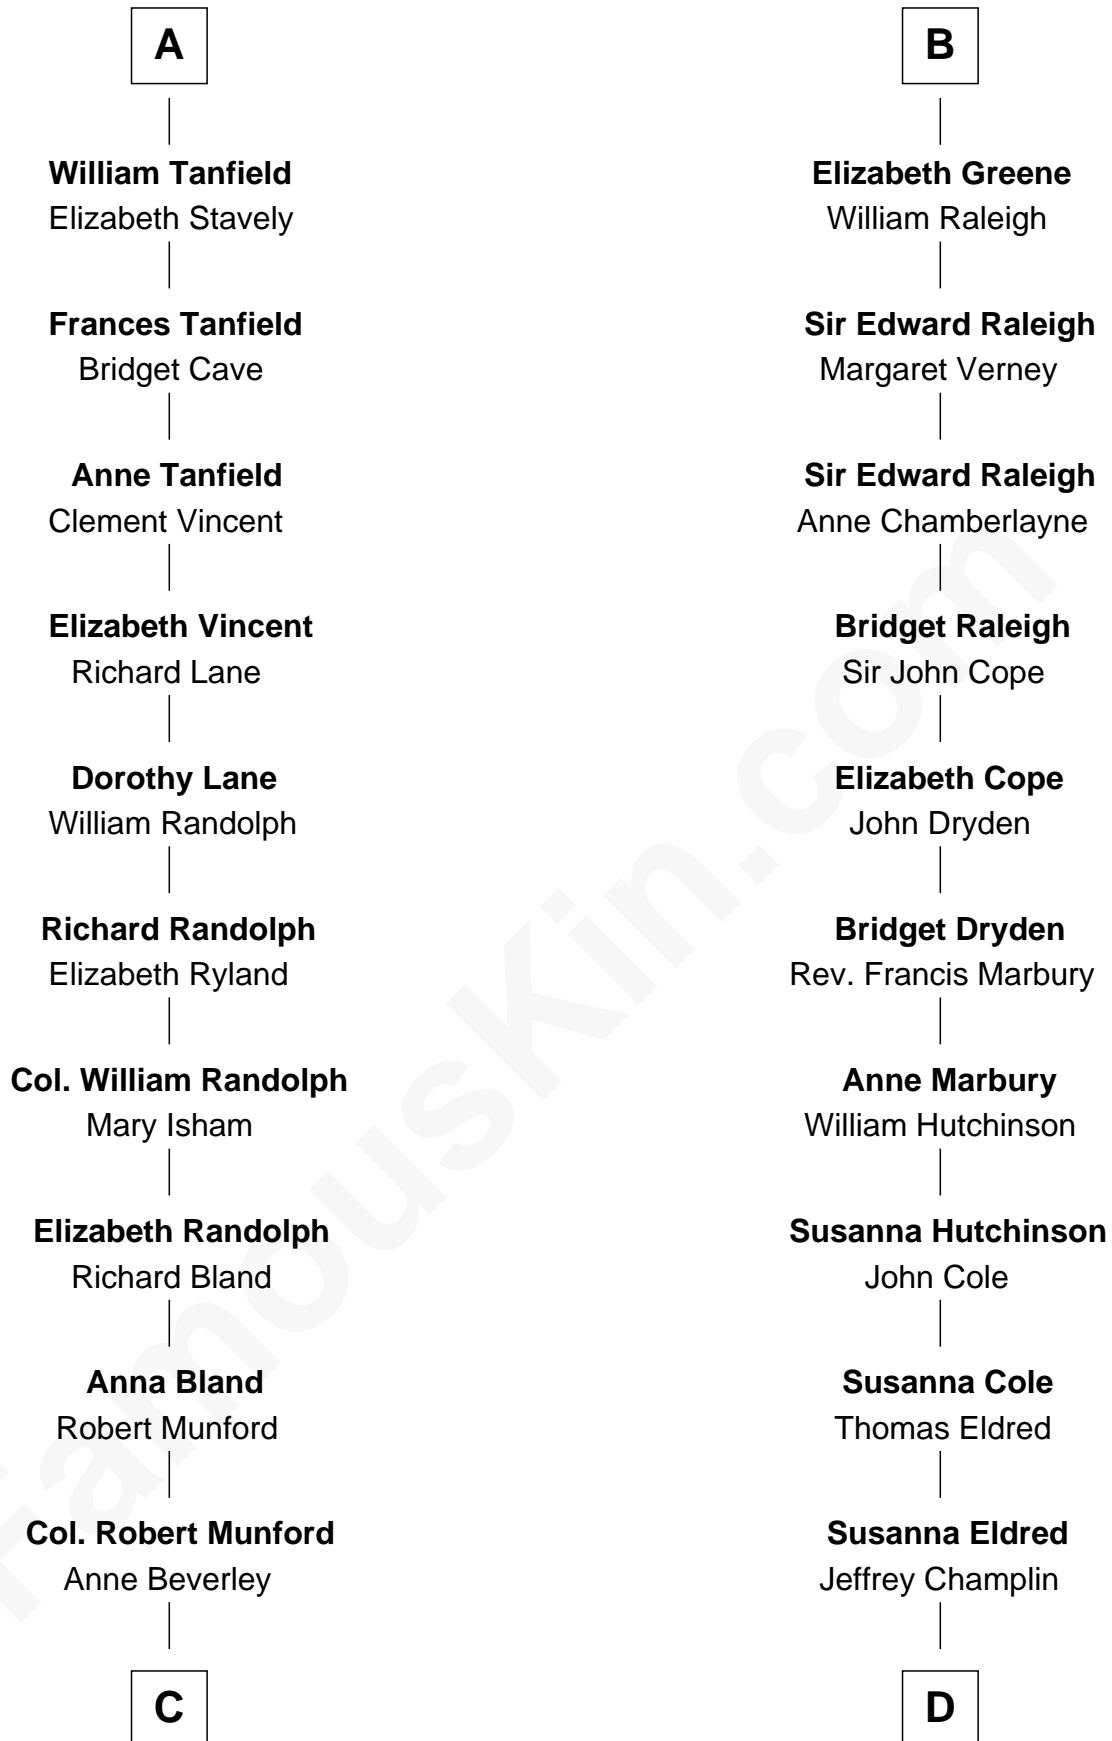 A
William Tanfield
Elizabeth Stavely
Frances Tanfield
Bridget Cave
Anne Tanfield
Clement Vincent
Elizabeth Vincent
Richard Lane
Dorothy Lane
William Randolph
Richard Randolph
Elizabeth Ryland
Col. William Randolph
Mary Isham
Elizabeth Randolph
Richard Bland
Anna Bland
Robert Munford
Col. Robert Munford
Anne Beverley
C
B
Elizabeth Greene
William Raleigh
Sir Edward Raleigh
Margaret Verney
Sir Edward Raleigh
Anne Chamberlayne
Bridget Raleigh
Sir John Cope
Elizabeth Cope
John Dryden
Bridget Dryden
Rev. Francis Marbury
Anne Marbury
William Hutchinson
Susanna Hutchinson
John Cole
Susanna Cole
Thomas Eldred
Susanna Eldred
Jeffrey Champlin
D
FamousKin.com